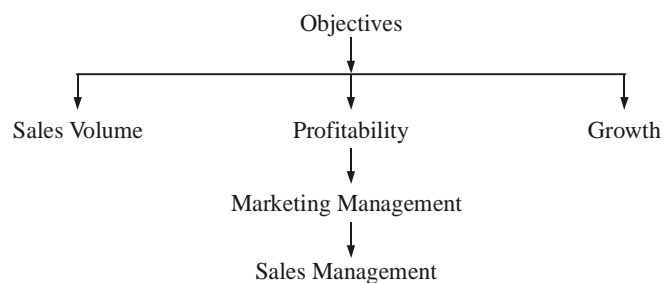 Objectives
Sales Volume Profitability Growth
Marketing Management
Sales Management